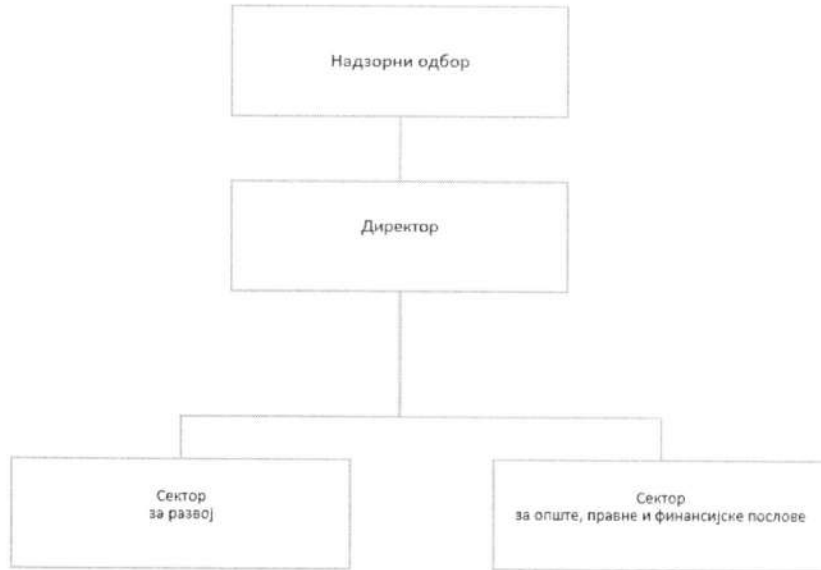 Надзорни одбор
Директор
Сектор
за развој
Сектор
за опште, правне и финансијске послове